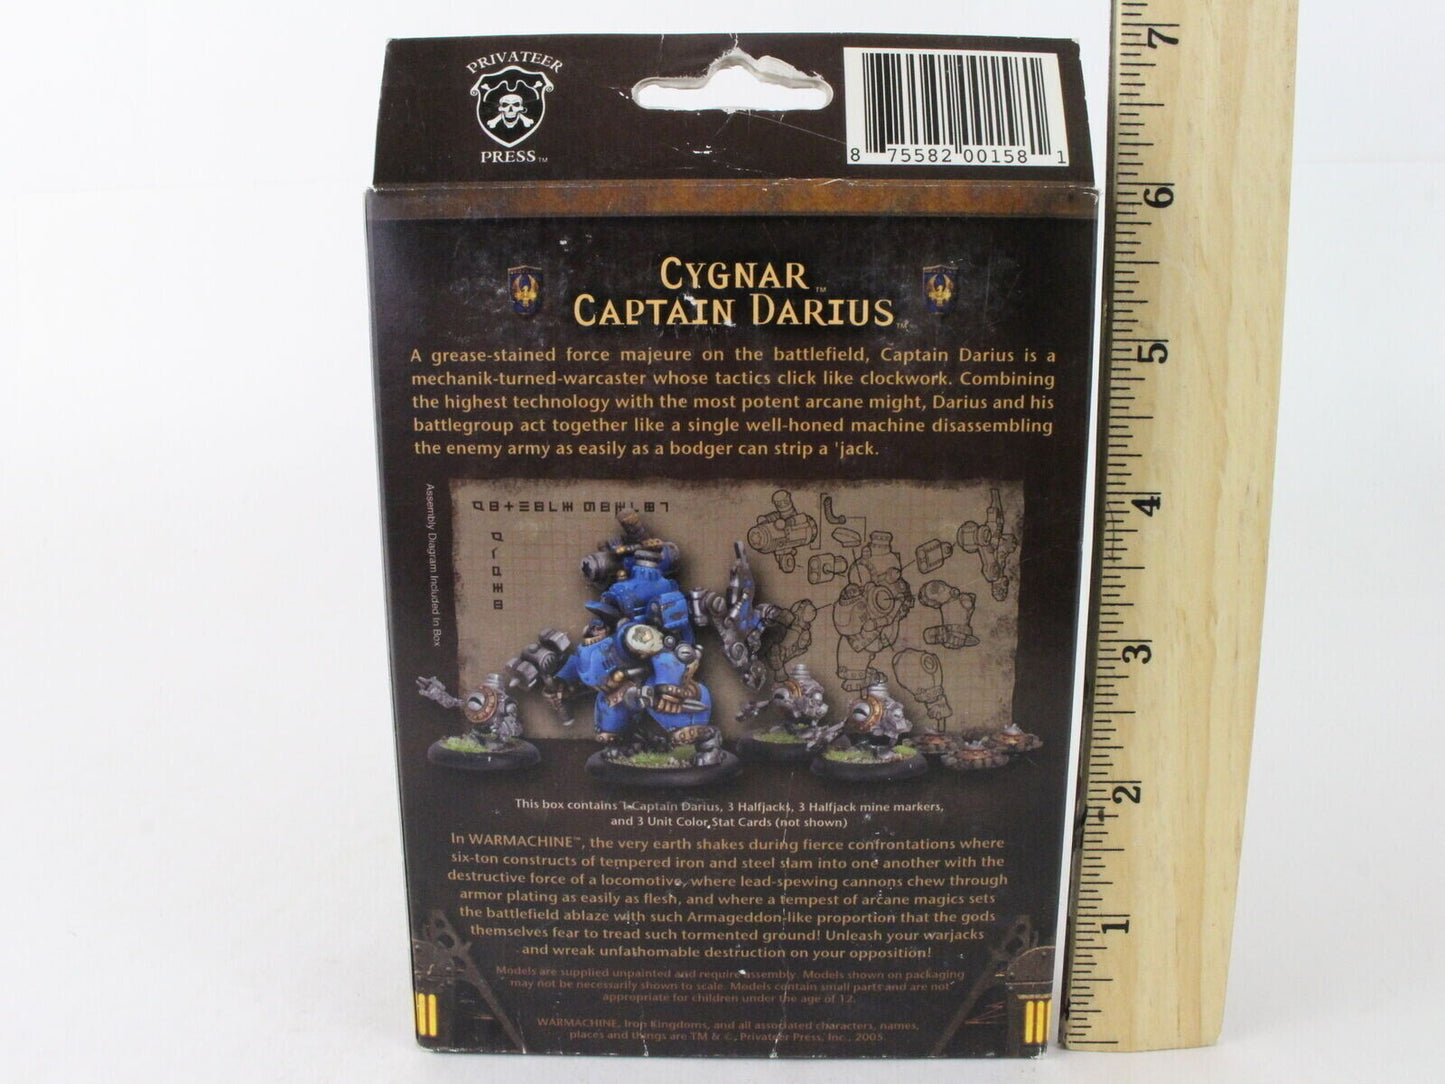 PRIVATEER
PRESS™
8 75582 00158 1
CYGNAR™
CAPTAIN DARIUS™
A grease-stained force majeure on the battlefield, Captain Darius is a
mechanik-turned-warcaster whose tactics click like clockwork. Combining
the highest technology with the most potent arcane might, Darius and his
battlegroup act together like a single well-honed machine disassembling
the enemy army as easily as a bodger can strip a 'jack.
Assembly Diagram Included In Box
This box contains 1 Captain Darius, 3 Halfjacks, 3 Halfjack mine markers,
and 3 Unit Color Stat Cards (not shown)
In WARMACHINE™, the very earth shakes during fierce confrontations where
six-ton constructs of tempered iron and steel slam into one another with the
destructive force of a locomotive, where lead-spewing cannons chew through
armor plating as easily as flesh, and where a tempest of arcane magics sets
the battlefield ablaze with such Armageddon-like proportion that the gods
themselves fear to tread such tormented ground! Unleash your warjacks
and wreak unfathomable destruction on your opposition!
Models are supplied unpainted and require assembly. Models shown on packaging
may not be necessarily shown to scale. Models contain small parts and are not
appropriate for children under the age of 12.
WARMACHINE, Iron Kingdoms, and all associated characters, names,
places and things are TM & ©, Privateer Press, Inc., 2005.
7
6
5
4
3
2
1